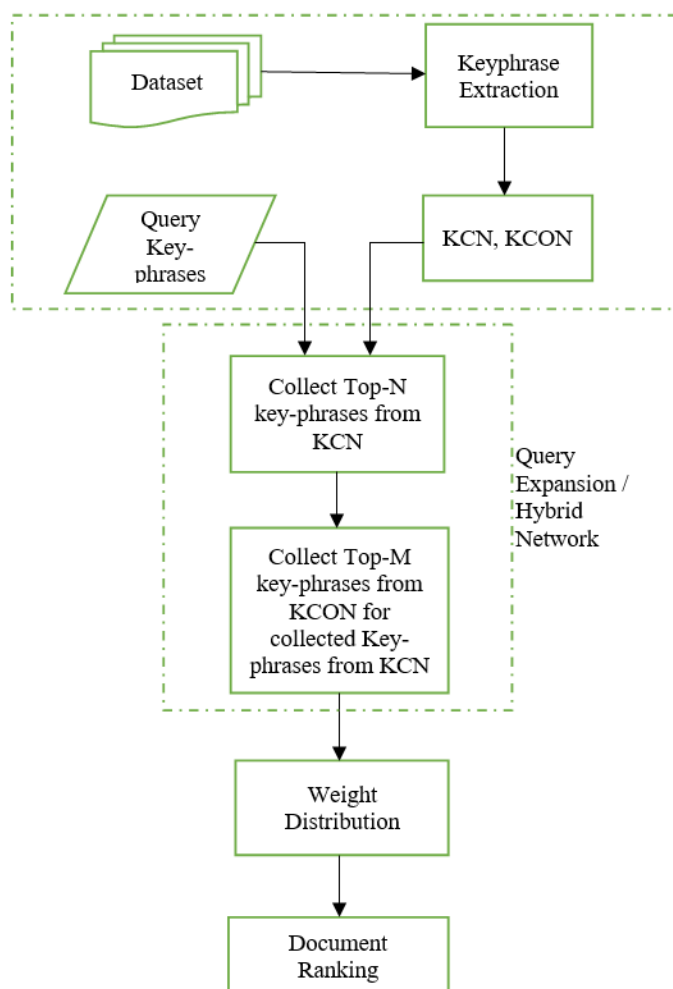 Dataset
Keyphrase
Extraction
Query
Key-
phrases
KCN, KCON
Collect Top-N
key-phrases from
KCN
Query
Expansion /
Hybrid
Network
Collect Top-M
key-phrases from
KCON for
collected Key-
phrases from KCN
Weight
Distribution
Document
Ranking